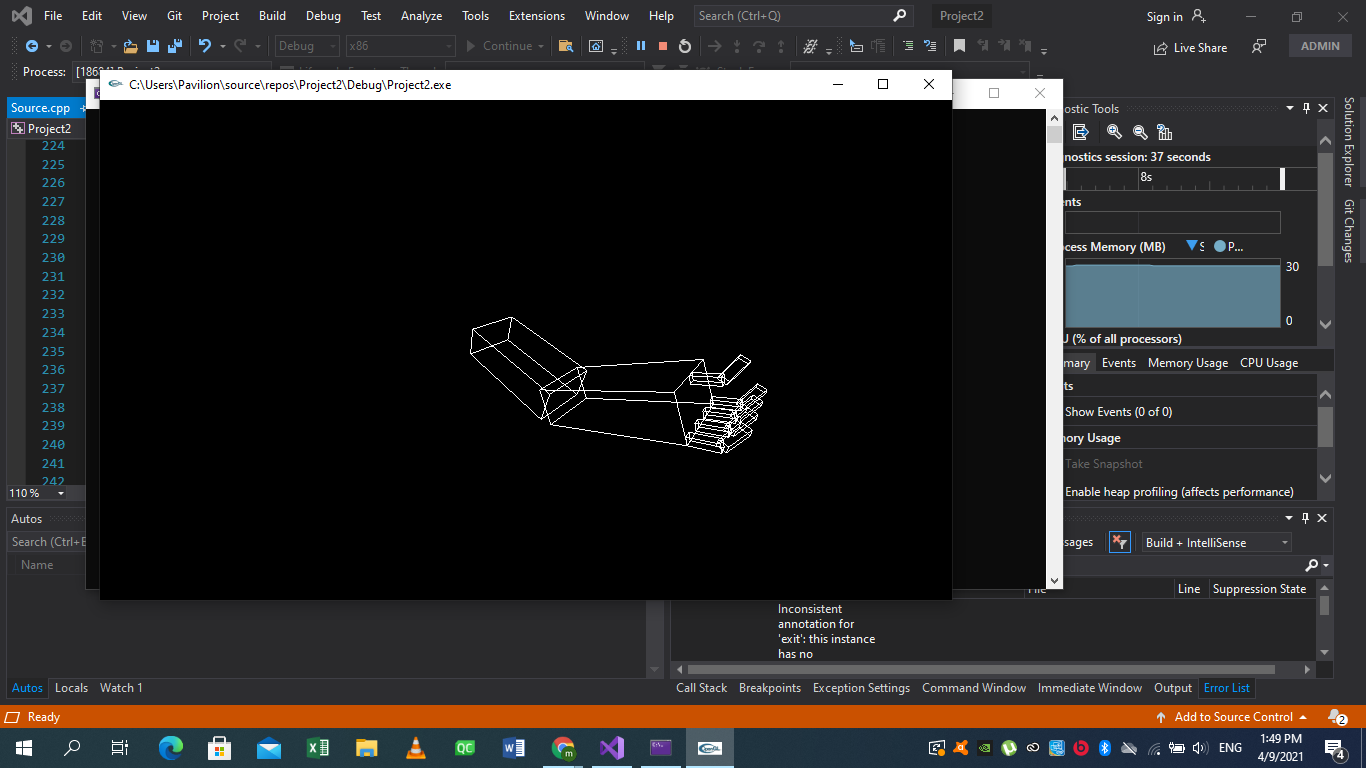 File Edit View Git Project Build Debug Test Analyze Tools Extensions Window Help Search (Ctrl+Q) Project2 Sign in
Debug x86 Continue Live Share ADMIN
Process: [18684] Project2
C:\Users\Pavilion\source\repos\Project2\Debug\Project2.exe
Source.cpp
Project2
224
225
226
227
228
229
230
231
232
233
234
235
236
237
238
239
240
241
242
110 %
Autos
Search (Ctrl+E
Name
Autos Locals Watch 1
ostic Tools
nostics session: 37 seconds
8s
ents
cess Memory (MB) S P...
30
0
U (% of all processors)
mary Events Memory Usage CPU Usage
ts
Show Events (0 of 0)
ory Usage
Take Snapshot
Enable heap profiling (affects performance)
Solution Explorer
Git Changes
sages Build + IntelliSense
File Line Suppression State
Inconsistent
annotation for
'exit': this instance
has no
Call Stack Breakpoints Exception Settings Command Window Immediate Window Output Error List
Ready Add to Source Control 2
QC ENG 1:49 PM
4/9/2021 4